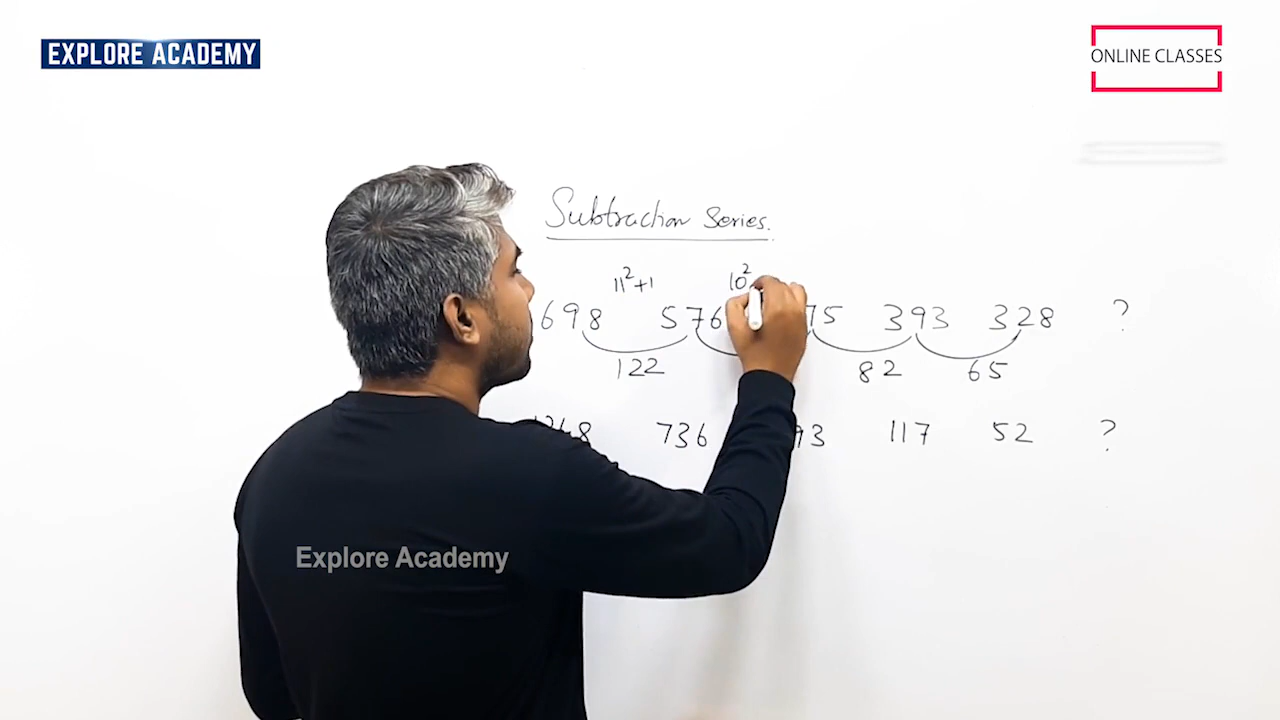 EXPLORE ACADEMY
ONLINE CLASSES
Subtraction Series.
11²+1 10²
698 576 75 393 328 ?
122 82 65
736 93 117 52 ?
Explore Academy